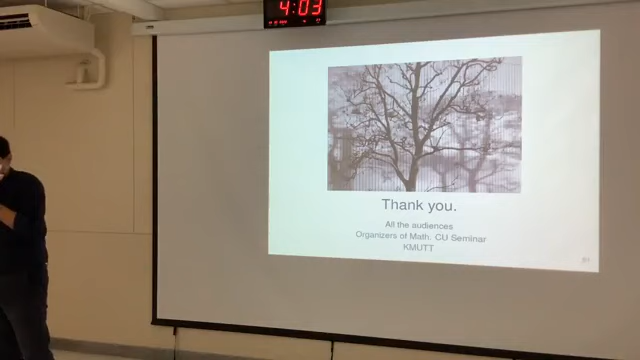 4:03
Thank you.
All the audiences
Organizers of Math. CU Seminar
KMUTT